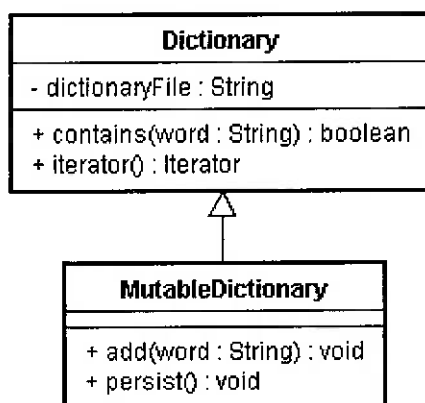 Dictionary
- dictionaryFile : String
+ contains(word : String) : boolean
+ iterator() : Iterator
MutableDictionary
+ add(word : String) : void
+ persist() : void